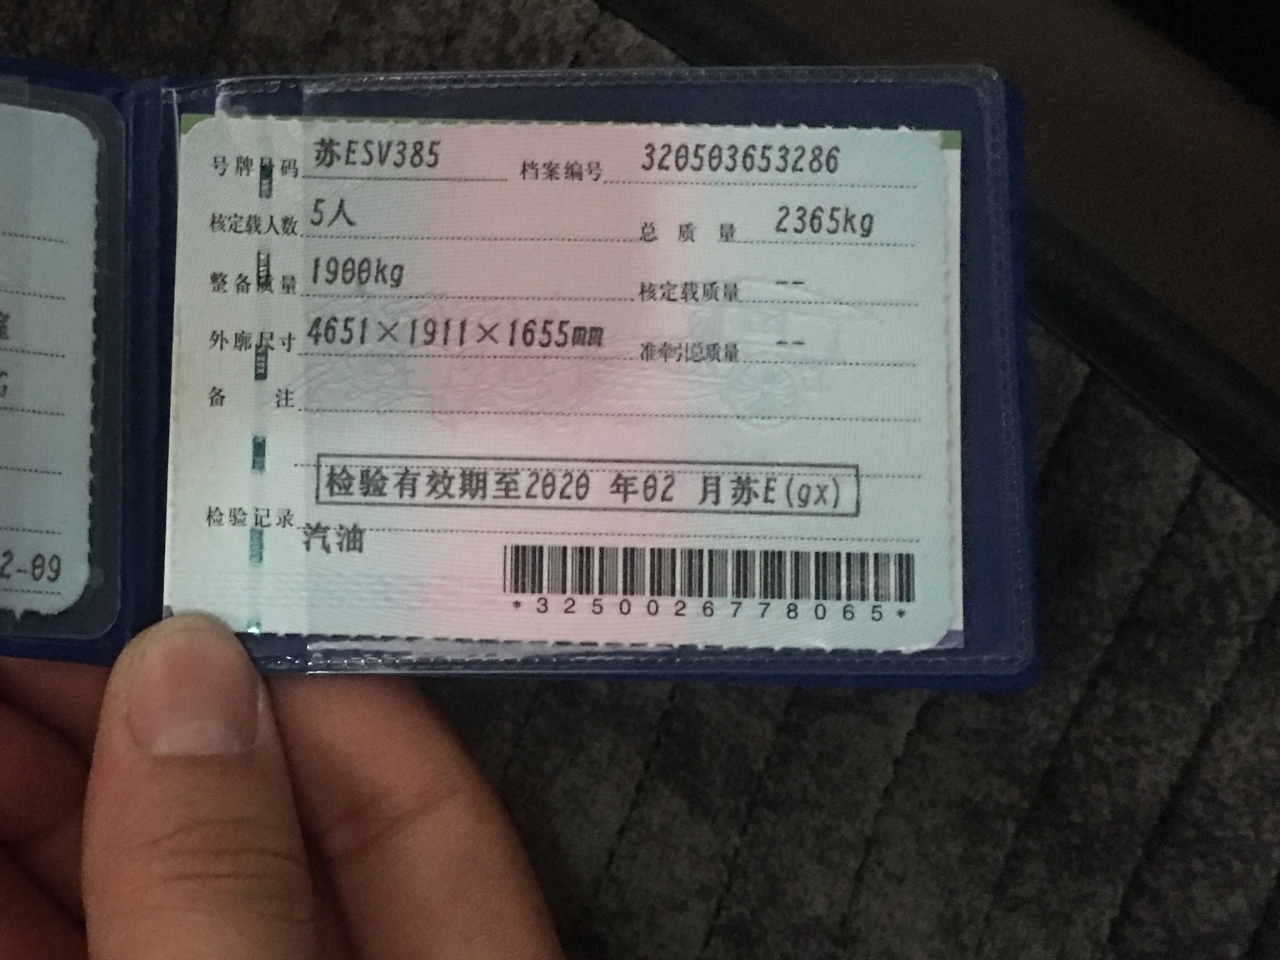 号牌号码 苏ESV385 档案编号 320503653286
核定载人数 5人 总质量 2365kg
整备质量 1900kg 核定载质量 --
外廓尺寸 4651×1911×1655mm 准牵引总质量 --
备注
检验有效期至2020 年02 月苏E(gx)
检验记录
汽油
*3250026778065*
2-09